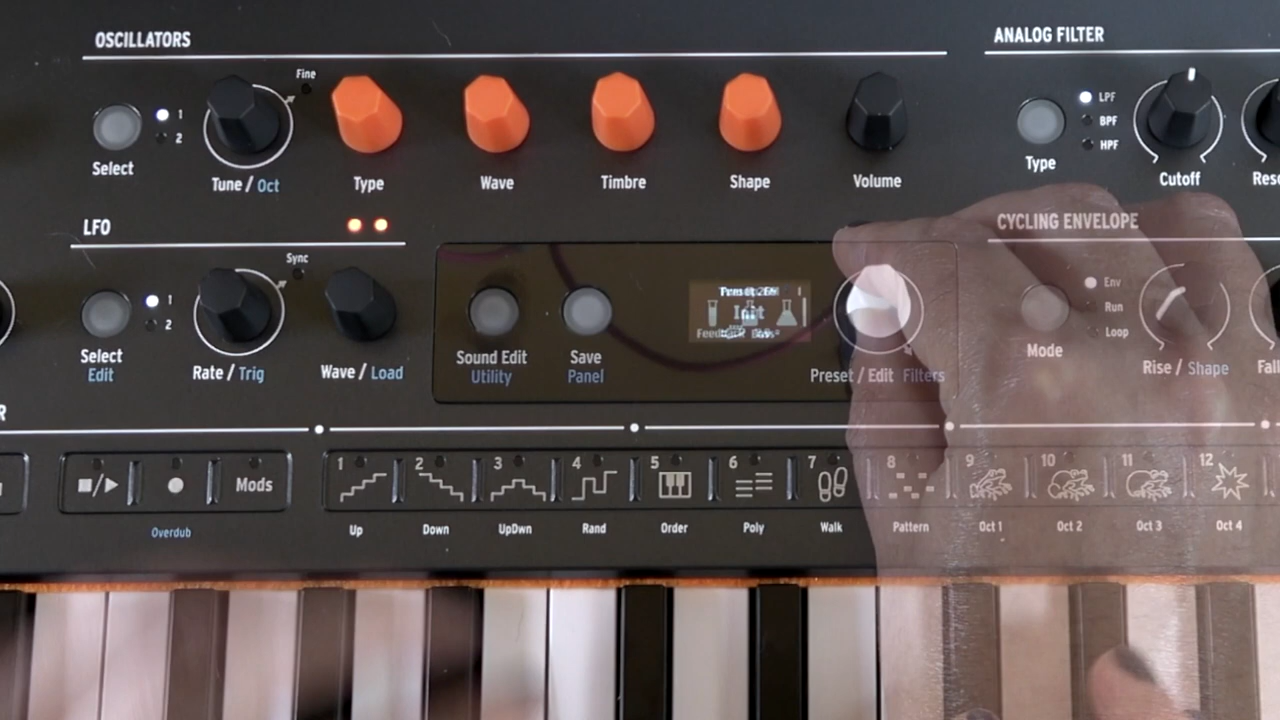 OSCILLATORS
ANALOG FILTER
Fine
1
2
LPF
BPF
HPF
Select
Tune / Oct
Type
Wave
Timbre
Shape
Volume
Type
Cutoff
LFO
CYCLING ENVELOPE
Sync
1
2
Init
Env
Run
Loop
Select
Edit
Rate / Trig
Wave / Load
Sound Edit
Utility
Save
Panel
Preset / Edit
Filters
Mode
Rise / Shape
R
Mods
1
2
3
4
5
6
7
8
9
10
11
12
Overdub
Up
Down
UpDwn
Rand
Order
Poly
Walk
Pattern
Oct 1
Oct 2
Oct 3
Oct 4